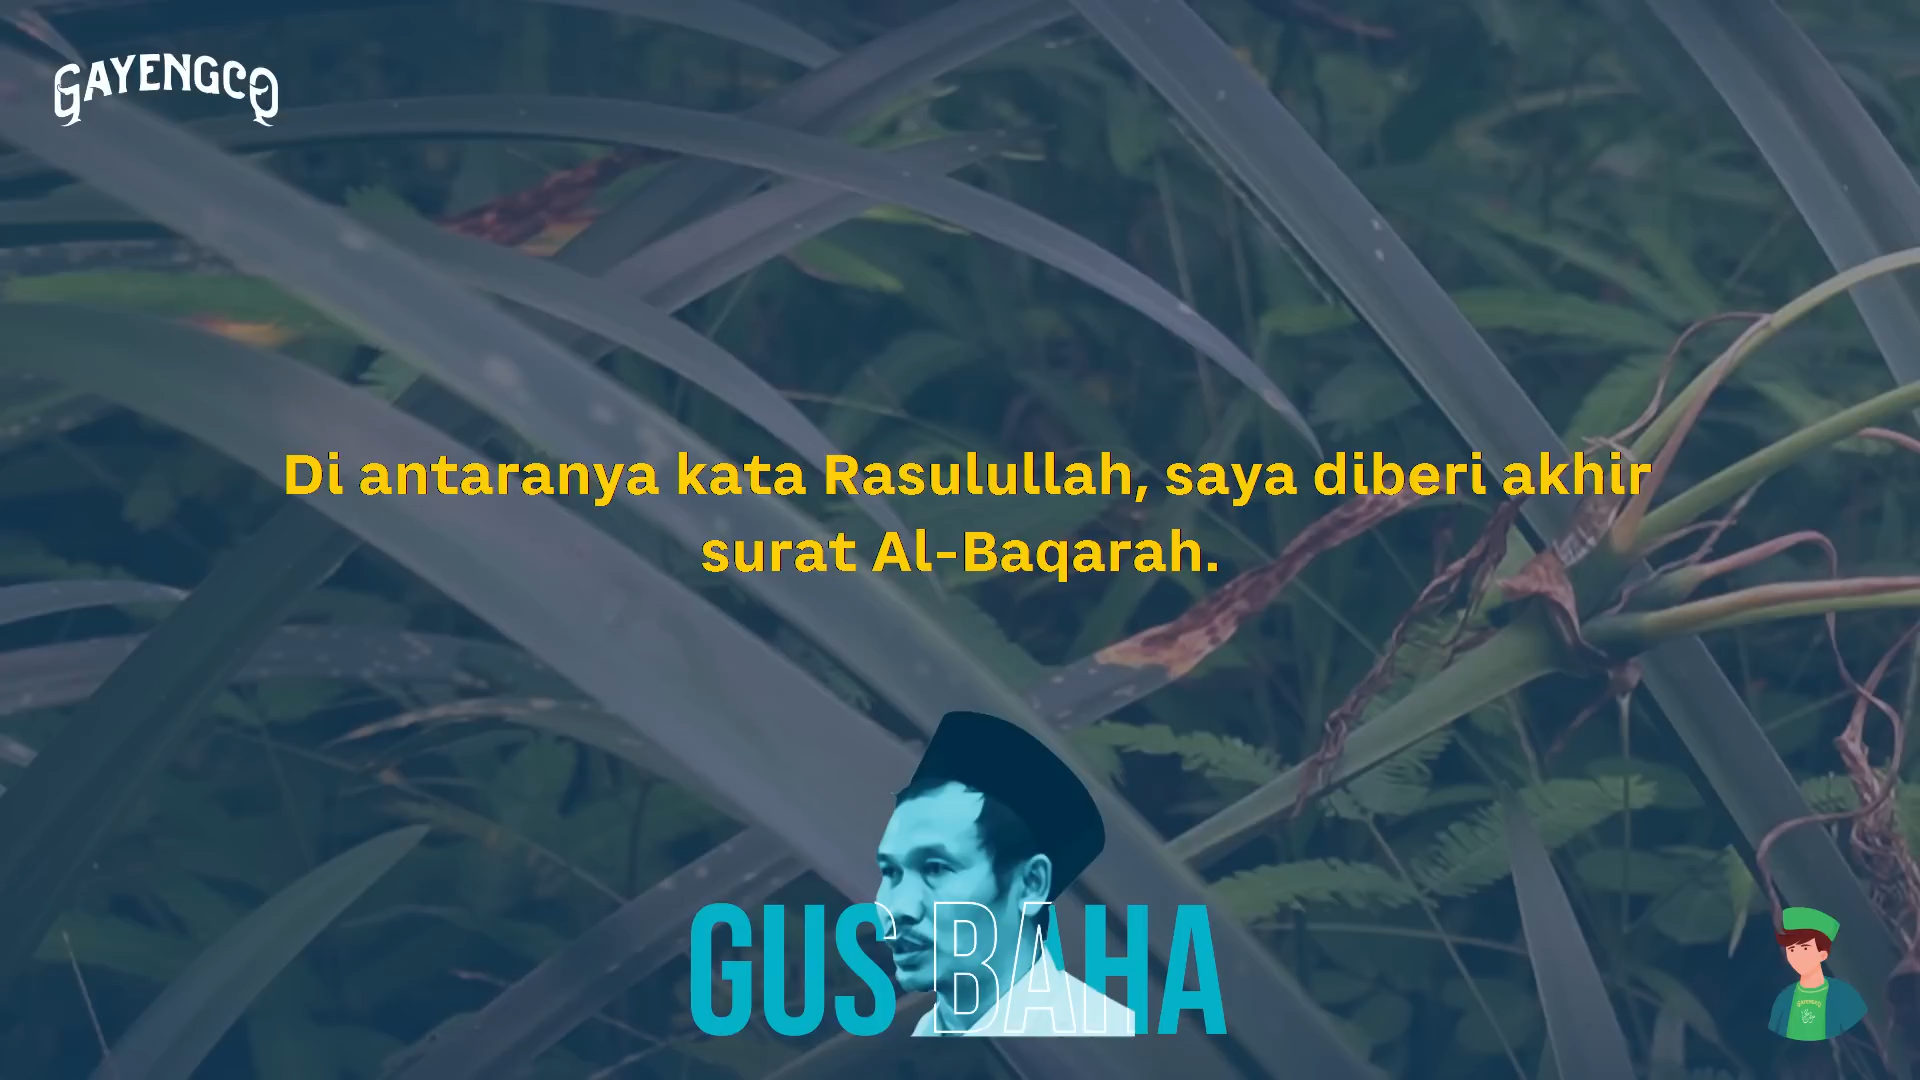 GAYENGCO
Di antaranya kata Rasulullah, saya diberi akhir
surat Al-Baqarah.
GUS BAHA